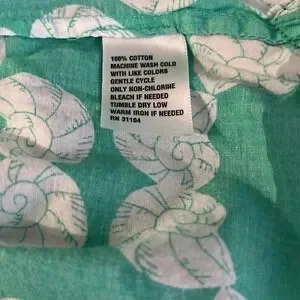 100% COTTON
MACHINE WASH COLD
WITH LIKE COLORS
GENTLE CYCLE
ONLY NON-CHLORINE
BLEACH IF NEEDED
TUMBLE DRY LOW
WARM IRON IF NEEDED
RN 31104